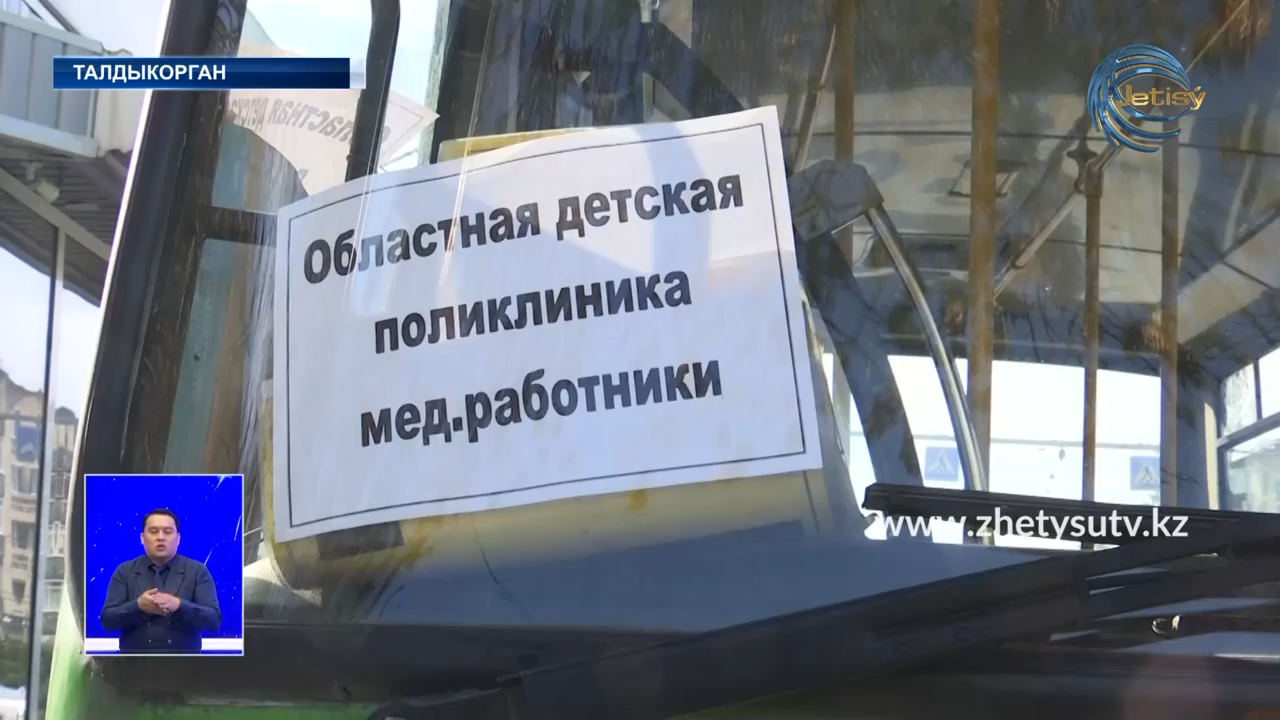 ТАЛДЫКОРГАН
Jetisý
Областная детская
поликлиника
мед.работники
www.zhetysutv.kz